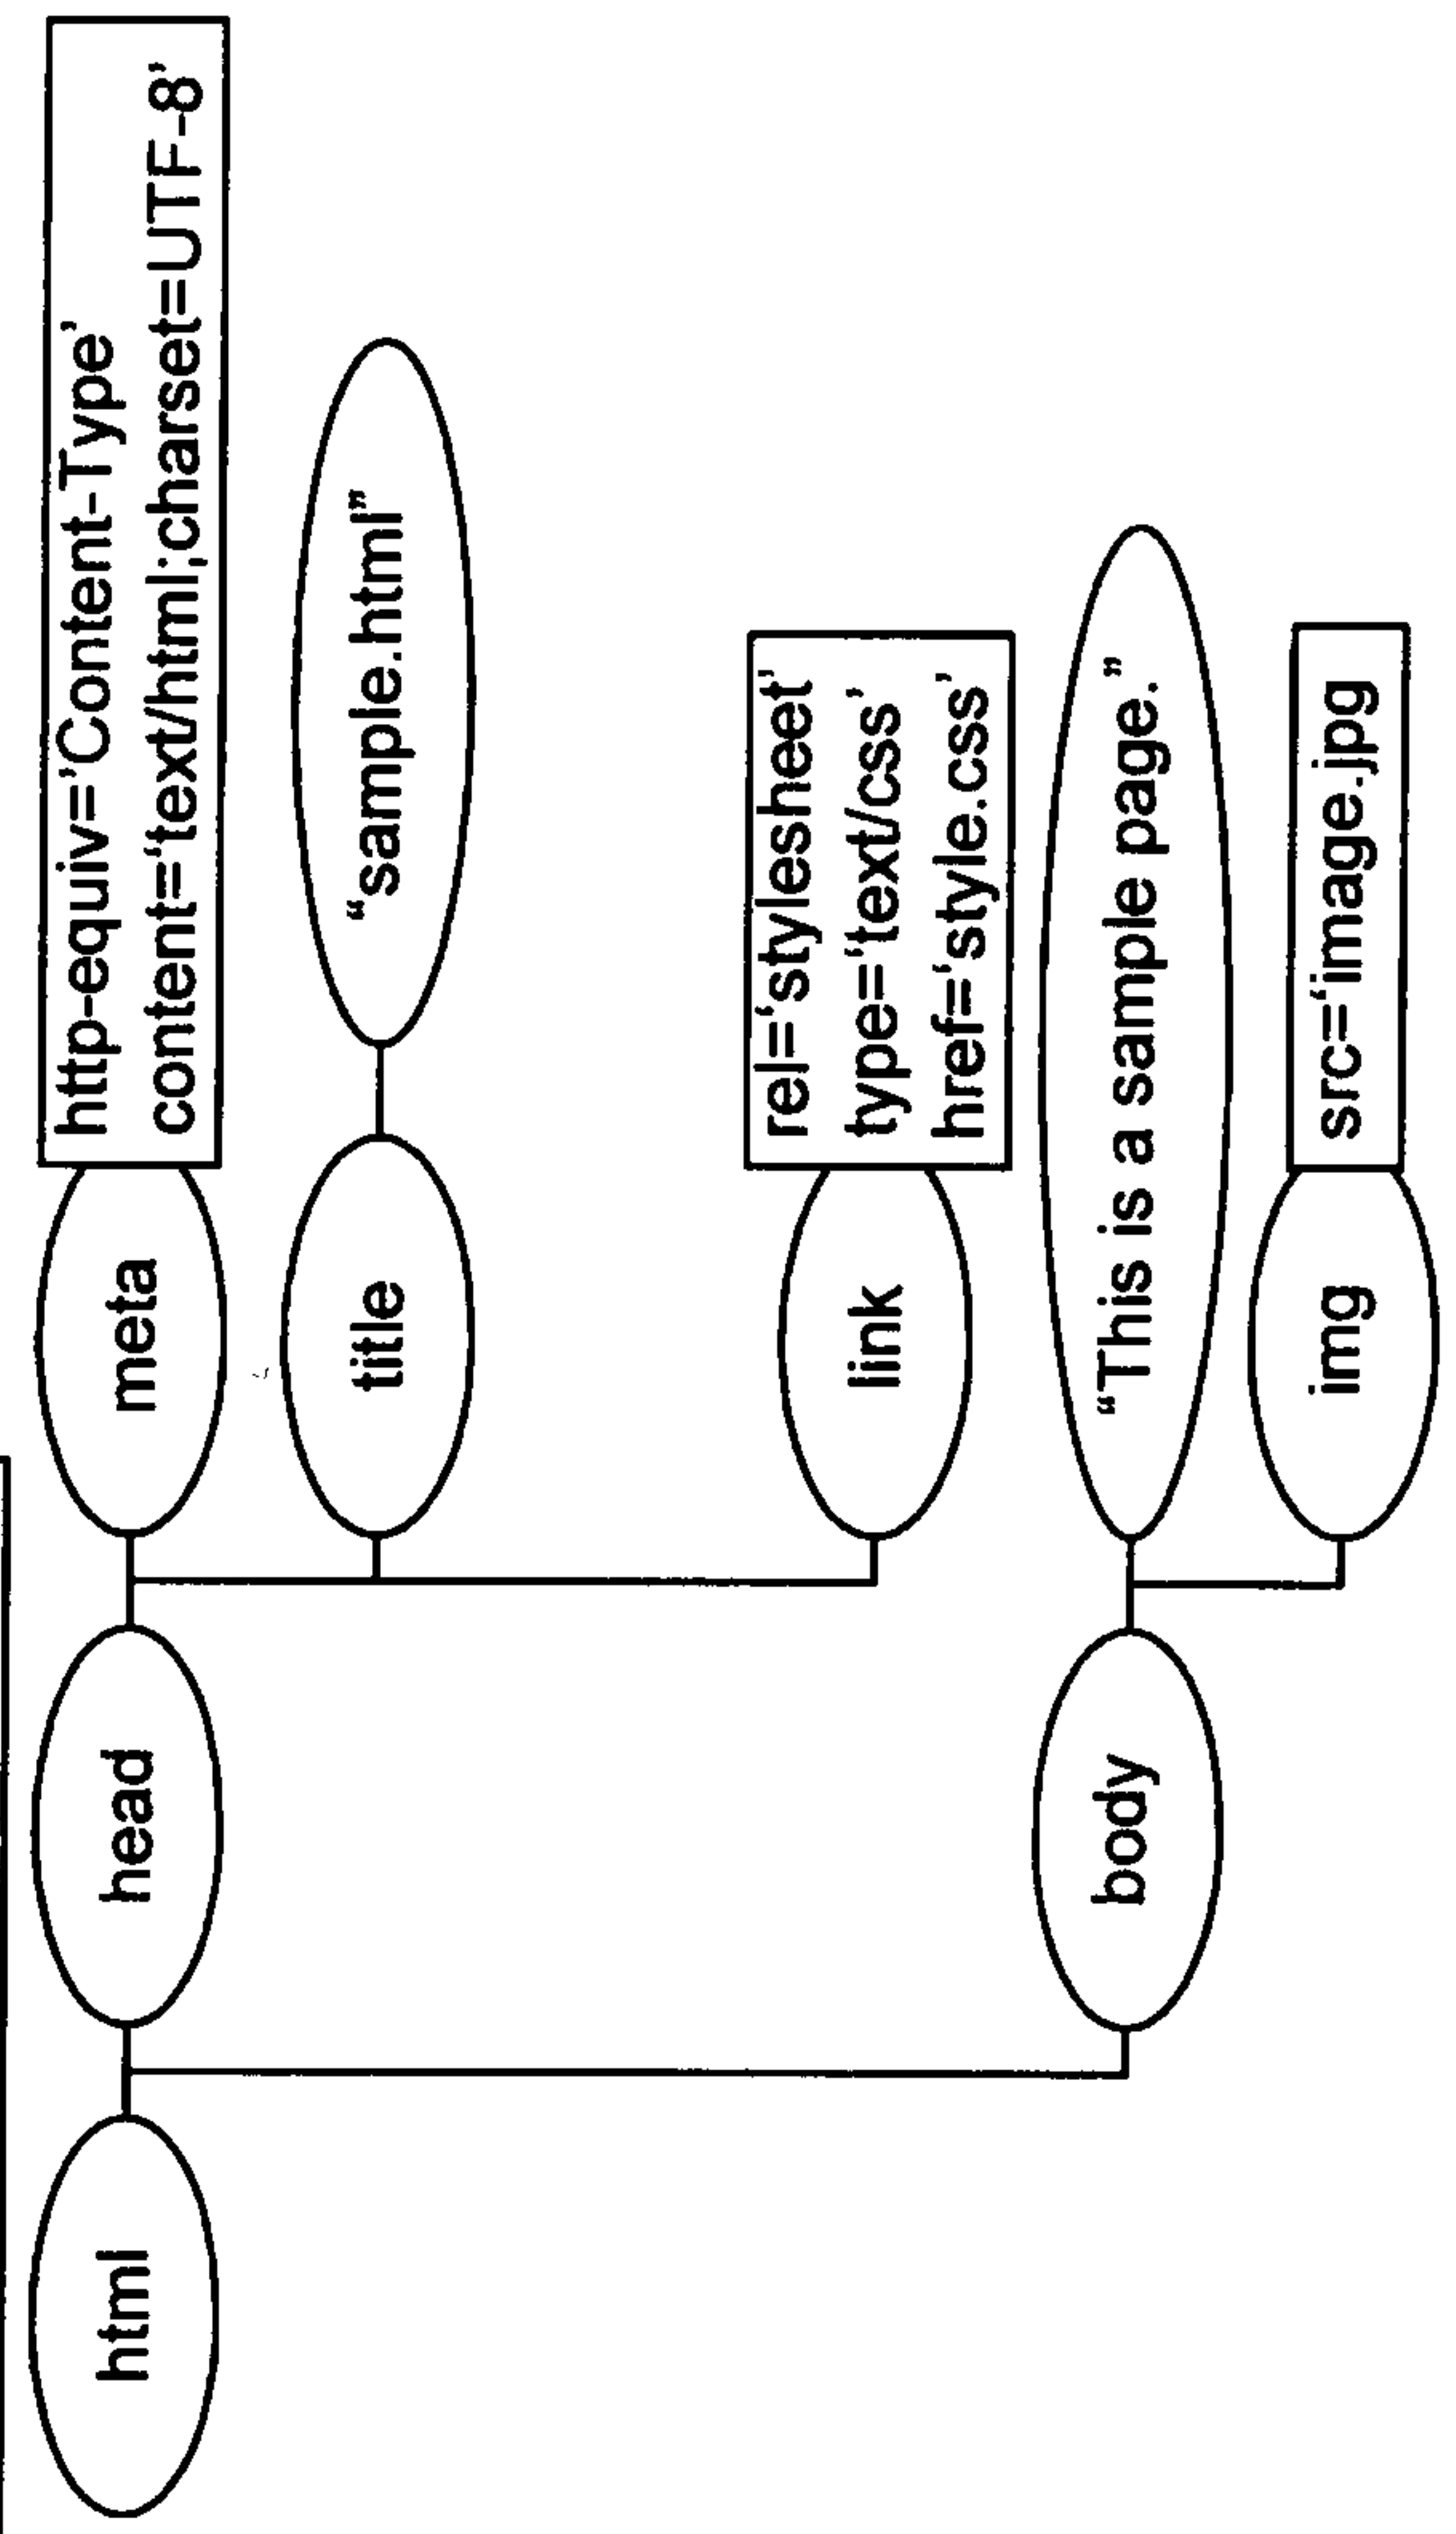 html
head
meta
http-equiv=’Content-Type’
content=‘text/html;charset=UTF-8’
title
“sample.html”
link
rel=‘stylesheet’
type=‘text/css’
href=‘style.css’
body
“This is a sample page.”
img
src=‘image.jpg